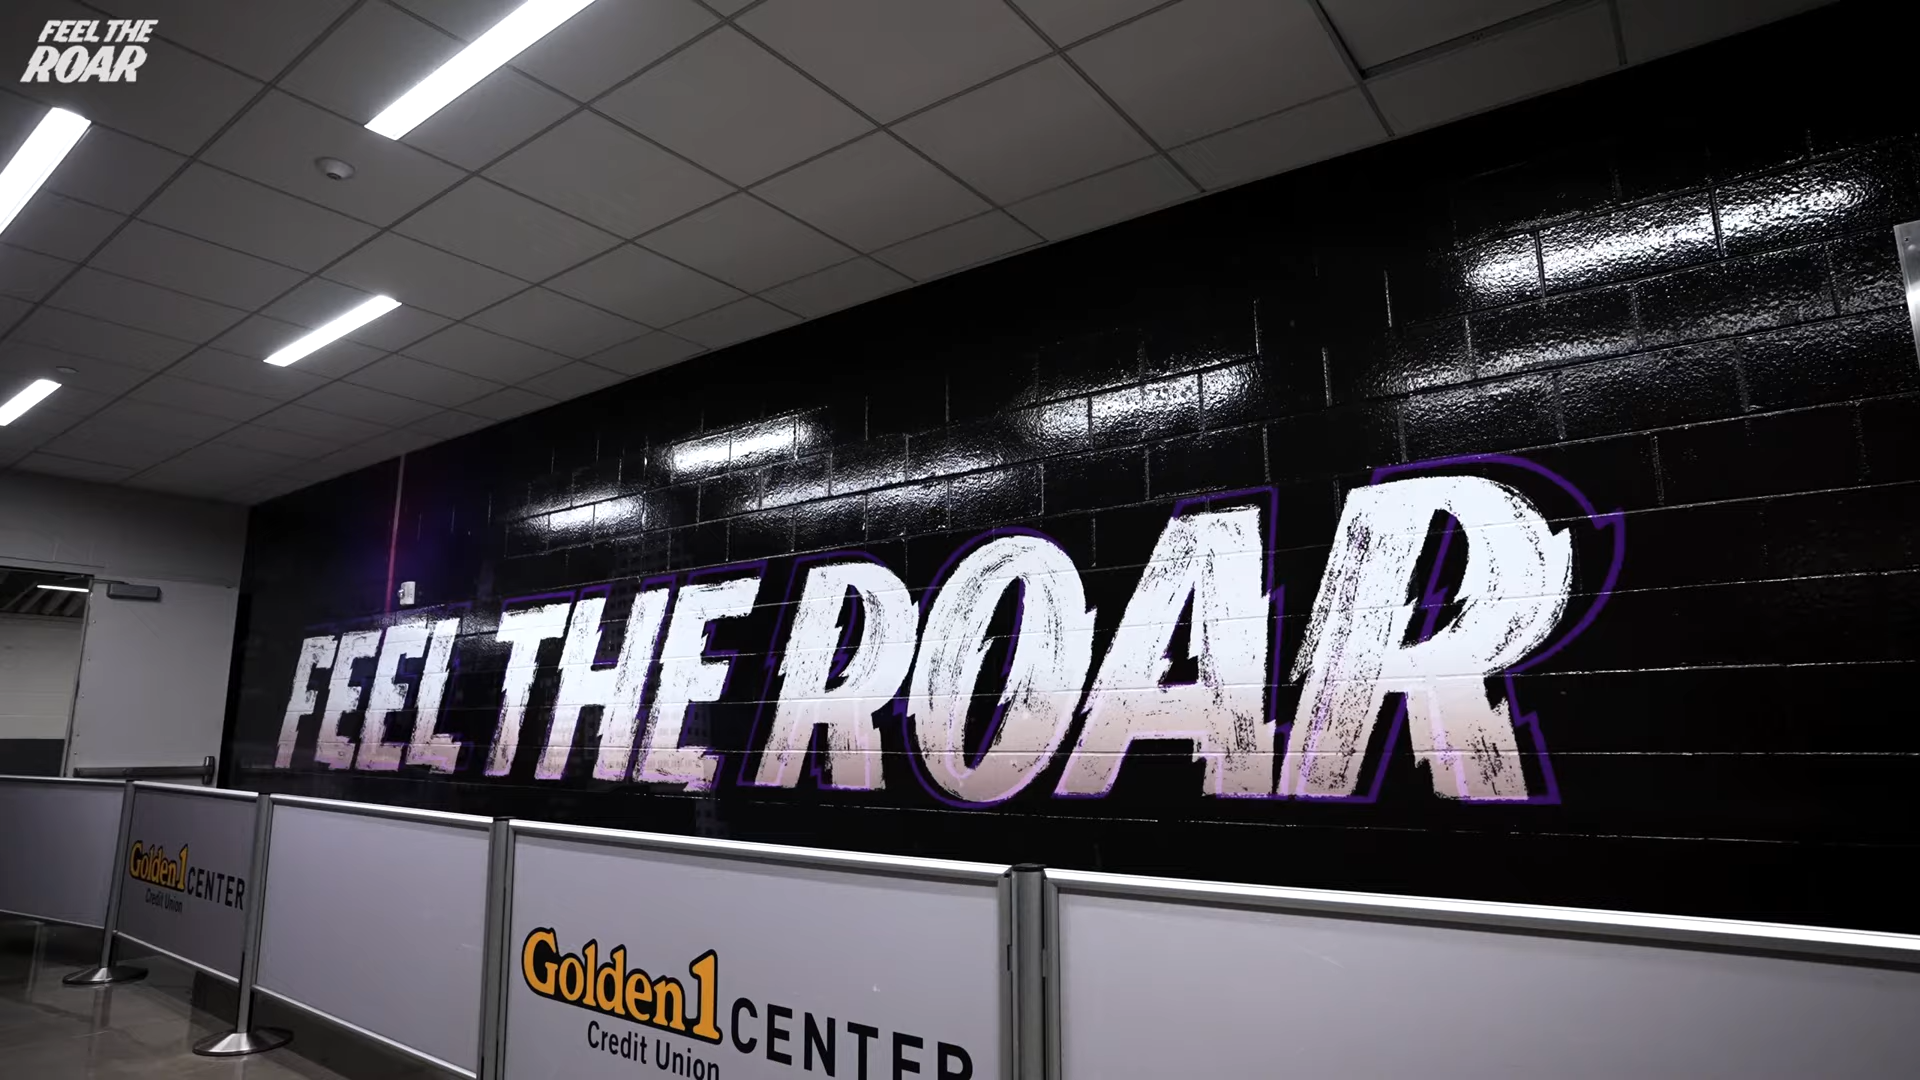 FEEL THE
ROAR
FEEL THE ROAR
Golden1 CENTER
Credit Union
Golden1 CENTER
Credit Union